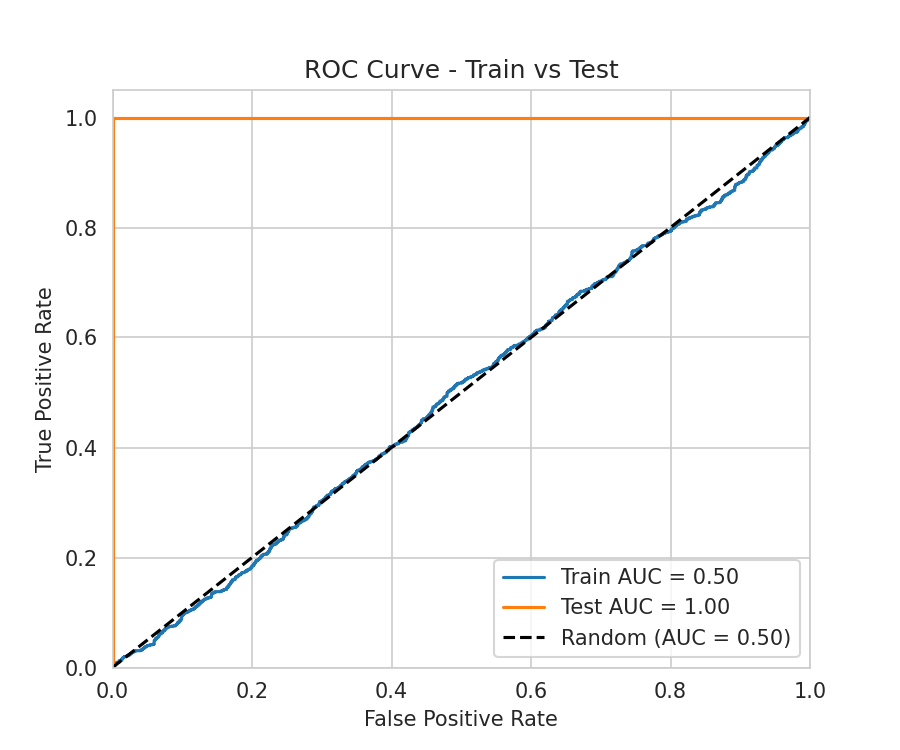 ROC Curve - Train vs Test
True Positive Rate
1.0
0.8
0.6
0.4
0.2
0.0
0.0 0.2 0.4 0.6 0.8 1.0
False Positive Rate
Train AUC = 0.50
Test AUC = 1.00
Random (AUC = 0.50)